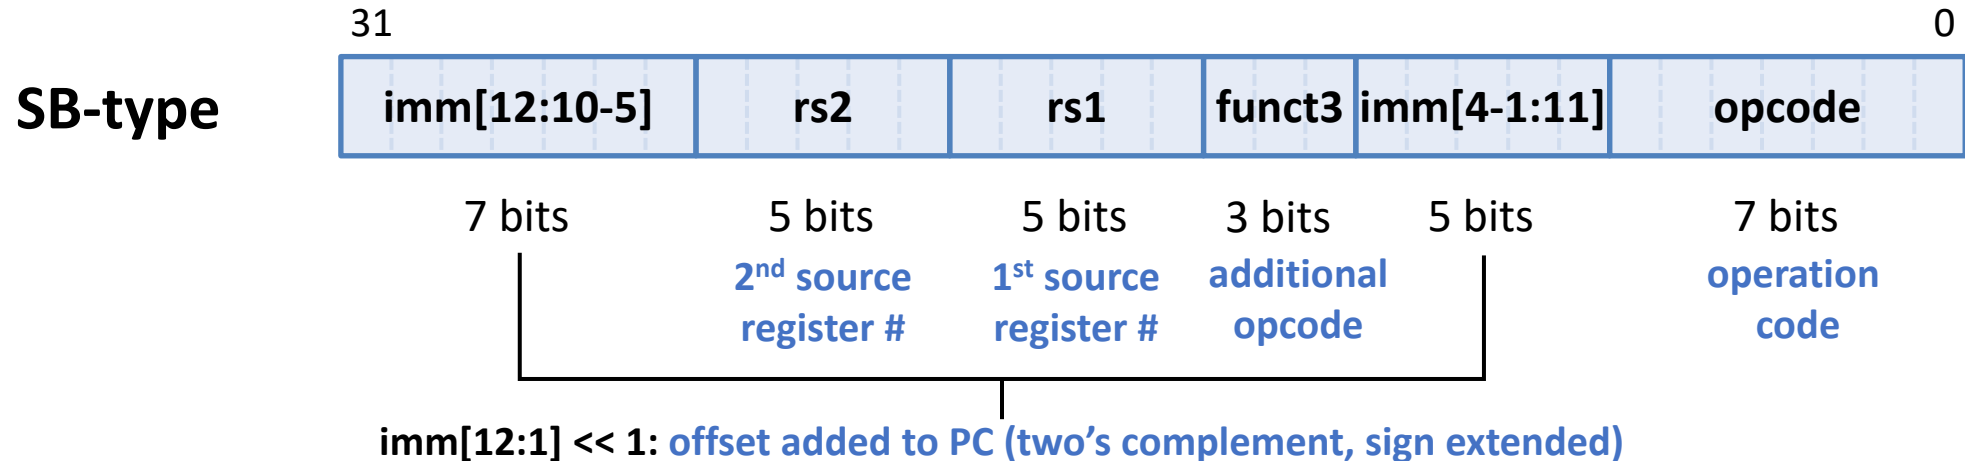 31 0
SB-type imm[12:10-5] rs2 rs1 funct3 imm[4-1:11] opcode
7 bits 5 bits 5 bits 3 bits 5 bits 7 bits
2nd source 1st source additional operation
register # register # opcode code
imm[12:1] << 1: offset added to PC (two’s complement, sign extended)